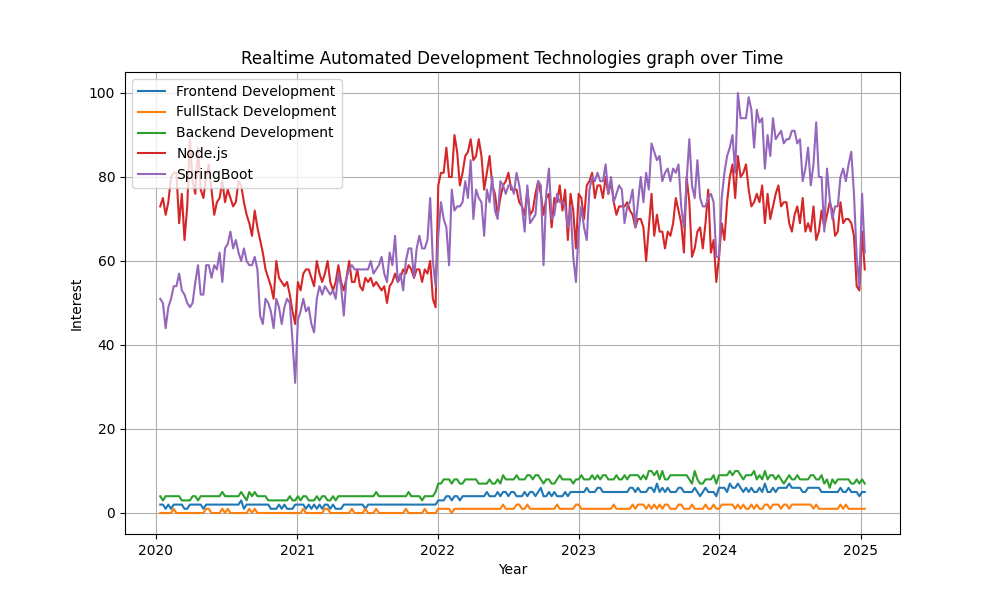 Realtime Automated Development Technologies graph over Time
Frontend Development
FullStack Development
Backend Development
Node.js
SpringBoot
100
80
60
40
20
0
Interest
2020 2021 2022 2023 2024 2025
Year